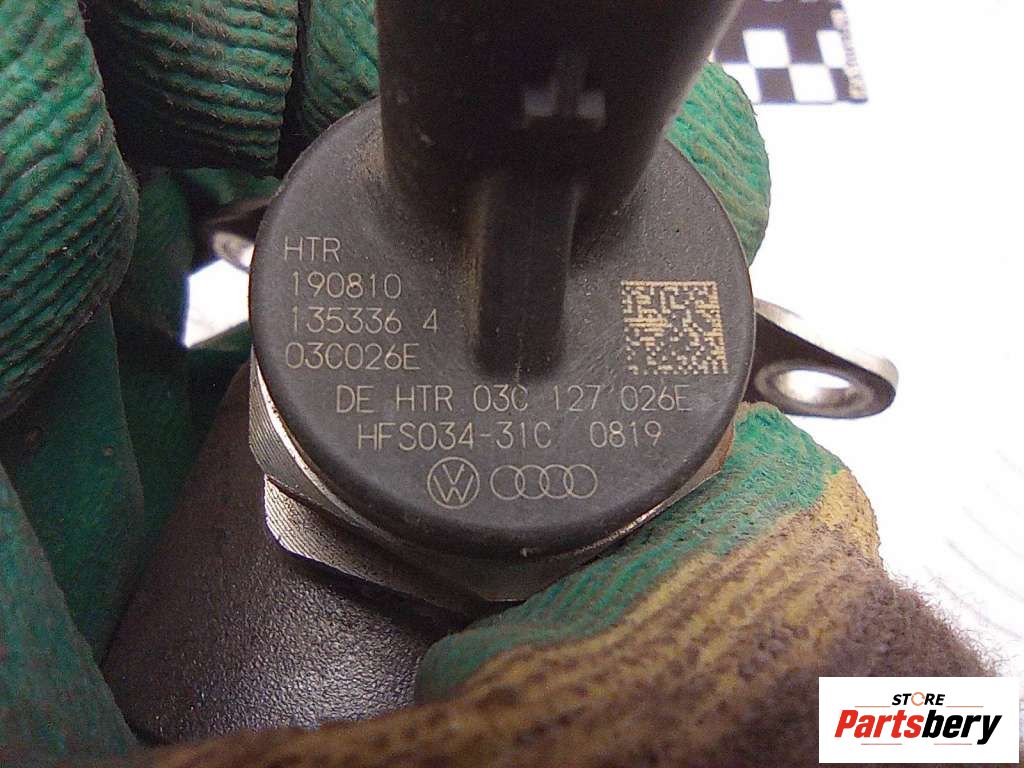 HTR
190810
135336 4
03C026E
DE HTR 03C 127 026E
HFS034-31C 0819
STORE
Partsbery